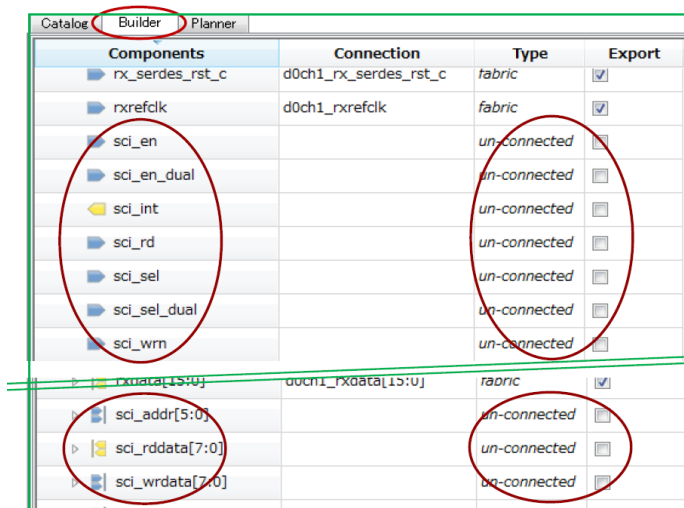 Catalog Builder Planner
Components Connection Type Export
rx_serdes_rst_c d0ch1_rx_serdes_rst_c fabric
rxrefclk d0ch1_rxrefclk fabric
sci_en un-connected
sci_en_dual un-connected
sci_int un-connected
sci_rd un-connected
sci_sel un-connected
sci_sel_dual un-connected
sci_wrn un-connected
rxdata[15:0] d0ch1_rxdata[15:0] fabric
sci_addr[5:0] un-connected
sci_rddata[7:0] un-connected
sci_wrdata[7:0] un-connected